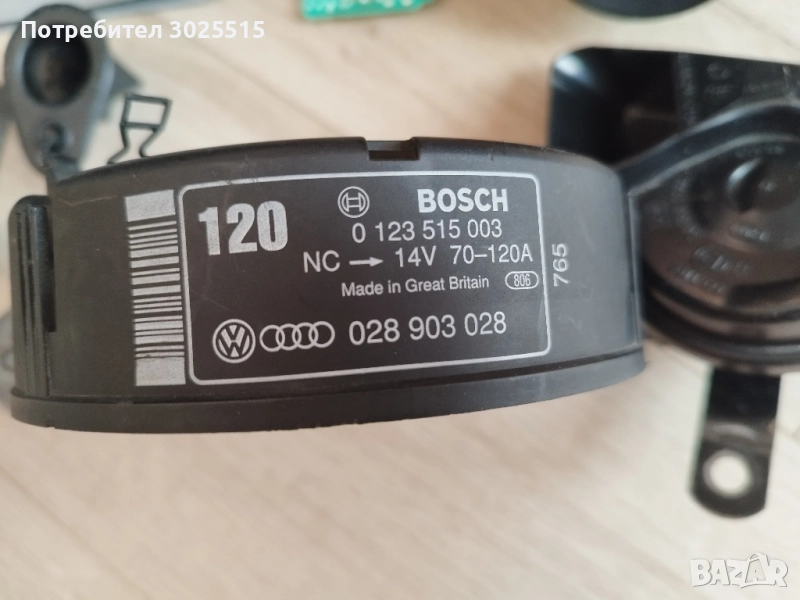 Потребител 3025515
120
BOSCH
0 123 515 003
NC → 14V 70–120A
Made in Great Britain 806
028 903 028
765
BAZAR